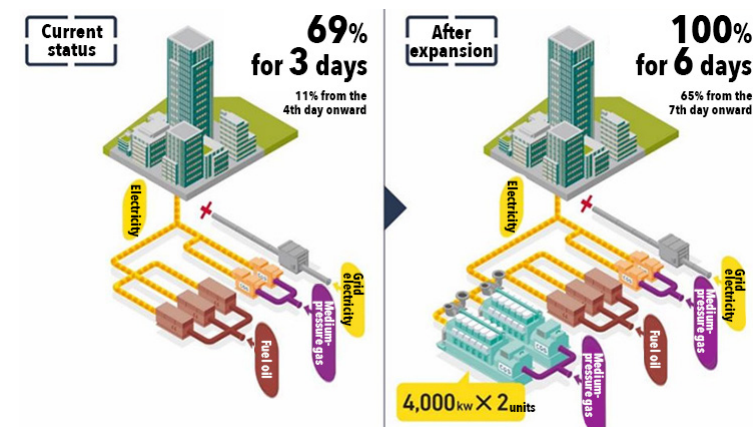 Current
status
69%
for 3 days
11% from the
4th day onward
Electricity
Grid
electricity
Medium-
pressure gas
Fuel oil
After
expansion
100%
for 6 days
65% from the
7th day onward
Electricity
Grid
electricity
Medium-
pressure gas
Fuel oil
Medium-
pressure gas
4,000kw×2units